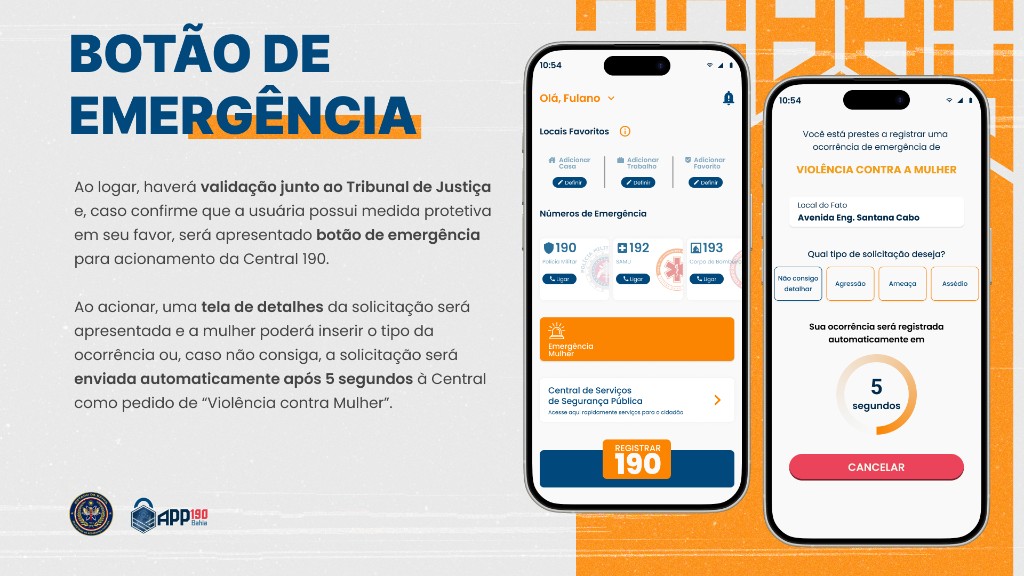 BOTÃO DE
EMERGÊNCIA
Ao logar, haverá validação junto ao Tribunal de Justiça
e, caso confirme que a usuária possui medida protetiva
em seu favor, será apresentado botão de emergência
para acionamento da Central 190.
Ao acionar, uma tela de detalhes da solicitação será
apresentada e a mulher poderá inserir o tipo da
ocorrência ou, caso não consiga, a solicitação será
enviada automaticamente após 5 segundos à Central
como pedido de “Violência contra Mulher”.
APP190
Bahia
10:54
Olá, Fulano
Locais Favoritos
Adicionar
Casa
Definir
Adicionar
Trabalho
Definir
Adicionar
Favorito
Definir
Números de Emergência
190
Polícia Militar
Ligar
192
SAMU
Ligar
193
Corpo de Bombeiros
Ligar
Emergência
Mulher
Central de Serviços
de Segurança Pública
Acesse aqui rapidamente serviços para o cidadão
REGISTRAR
190
10:54
Você está prestes a registrar uma
ocorrência de emergência de
VIOLÊNCIA CONTRA A MULHER
Local do Fato
Avenida Eng. Santana Cabo
Qual tipo de solicitação deseja?
Não consigo
detalhar
Agressão
Ameaça
Assédio
Sua ocorrência será registrada
automaticamente em
5
segundos
CANCELAR